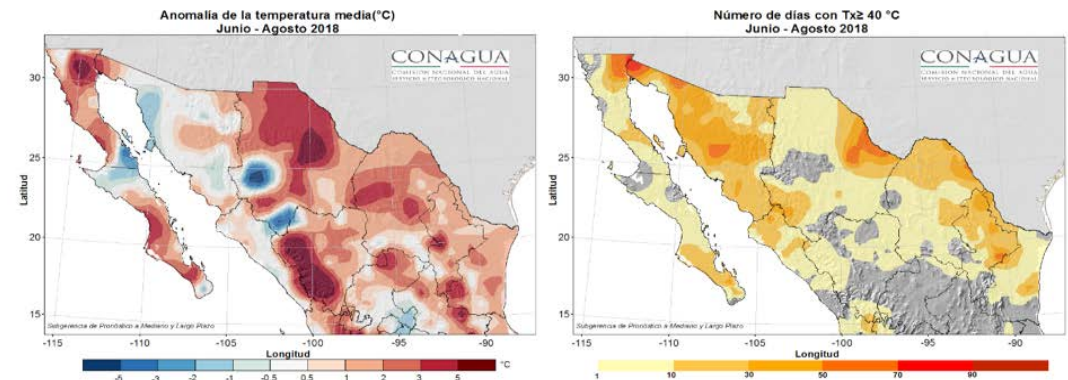 Anomalía de la temperatura media(°C)
Junio - Agosto 2018
CONAGUA
COMISIÓN NACIONAL DEL AGUA
Latitud
30
25
20
15
Subgerencia de Pronóstico a Mediano y Largo Plazo
-115
-110
-105
-100
-95
-90
Longitud
-5
-3
-2
-1
-0.5
0.5
1
2
3
5
°C
Número de días con Tx≥ 40 °C
Junio - Agosto 2018
CONAGUA
COMISIÓN NACIONAL DEL AGUA
Latitud
30
25
20
15
Subgerencia de Pronóstico a Mediano y Largo Plazo
-115
-110
-105
-100
-95
-90
Longitud
1
10
30
50
70
90